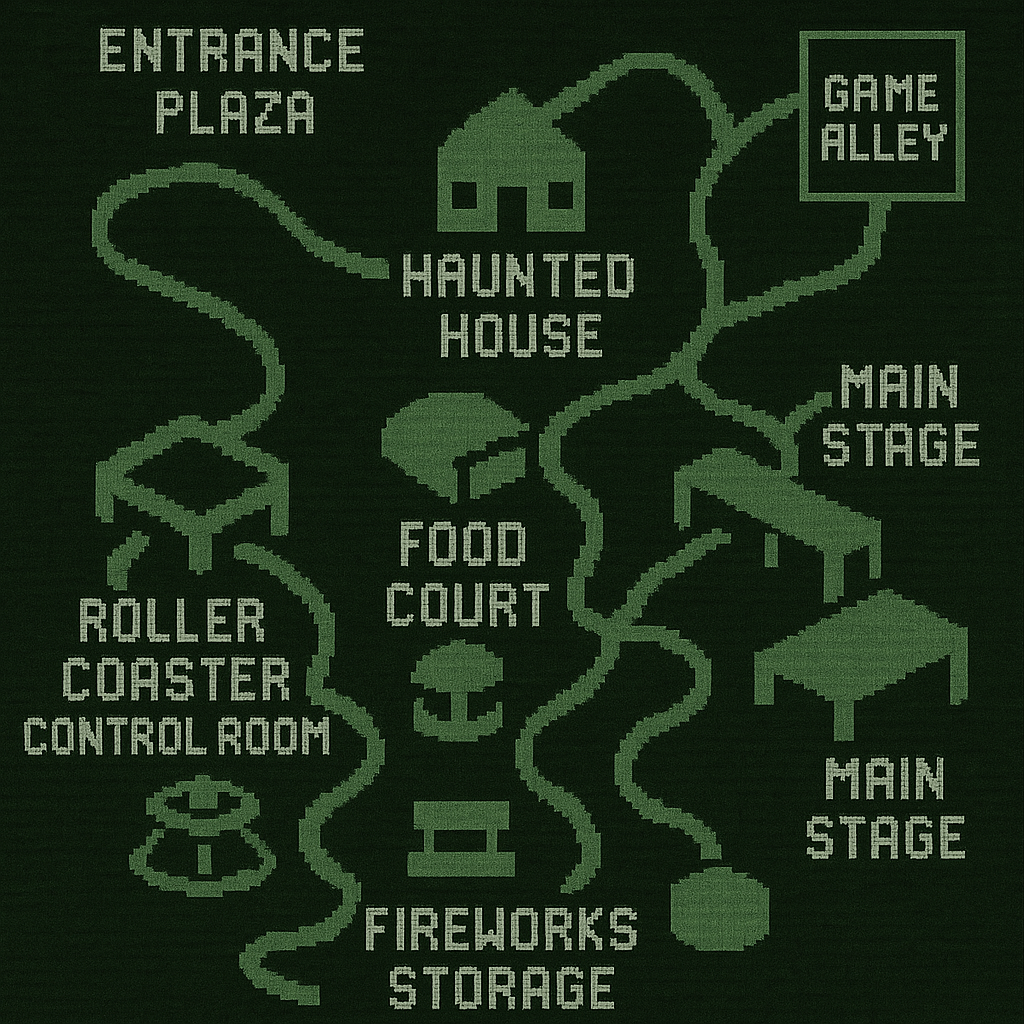 ENTRANCE
PLAZA
GAME
ALLEY
HAUNTED
HOUSE
MAIN
STAGE
FOOD
COURT
ROLLER
COASTER
CONTROL ROOM
MAIN
STAGE
FIREWORKS
STORAGE